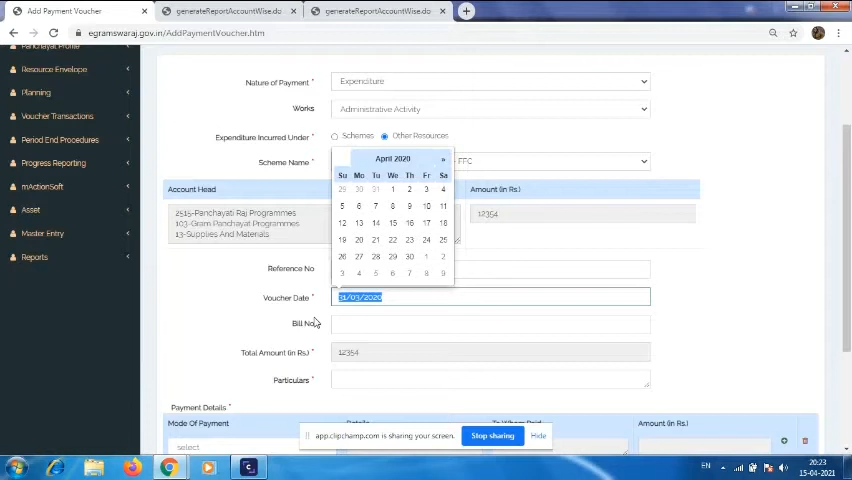 Add Payment Voucher
generateReportAccountWise.do
generateReportAccountWise.do
egramswaraj.gov.in/AddPaymentVoucher.htm
Panchayat Profile
Resource Envelope
Planning
Voucher Transactions
Period End Procedures
Progress Reporting
mActionSoft
Asset
Master Entry
Reports
Nature of Payment *
Expenditure
Works
Administrative Activity
Expenditure Incurred Under *
Schemes
Other Resources
Scheme Name *
- FFC
April 2020 »
Su Mo Tu We Th Fr Sa
29 30 31 1 2 3 4
5 6 7 8 9 10 11
12 13 14 15 16 17 18
19 20 21 22 23 24 25
26 27 28 29 30 1 2
3 4 5 6 7 8 9
Account Head
Amount (in Rs.)
2515-Panchayati Raj Programmes
103-Gram Panchayat Programmes
13-Supplies And Materials
12354
Reference No
Voucher Date *
31/03/2020
Bill No
Total Amount (in Rs.) *
12354
Particulars *
Payment Details *
Mode Of Payment
Details
To Whom Paid
Amount (in Rs.)
select
app.clipchamp.com is sharing your screen.
Stop sharing
Hide
EN
20:23
15-04-2021